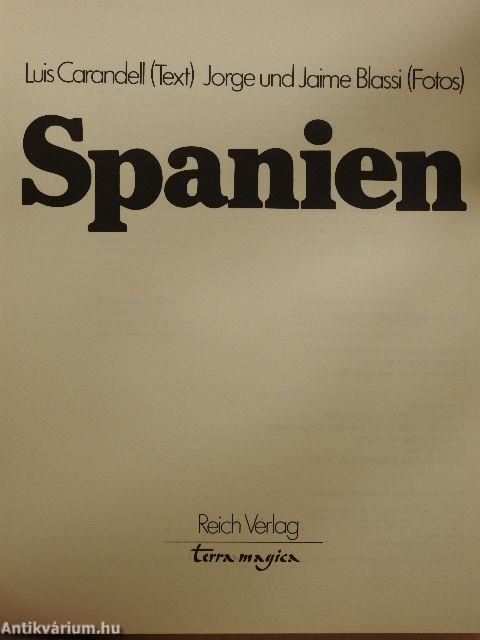 Luis Carandell (Text) Jorge und Jaime Blassi (Fotos)
Spanien
Reich Verlag
terra magica
Antikvárium.hu